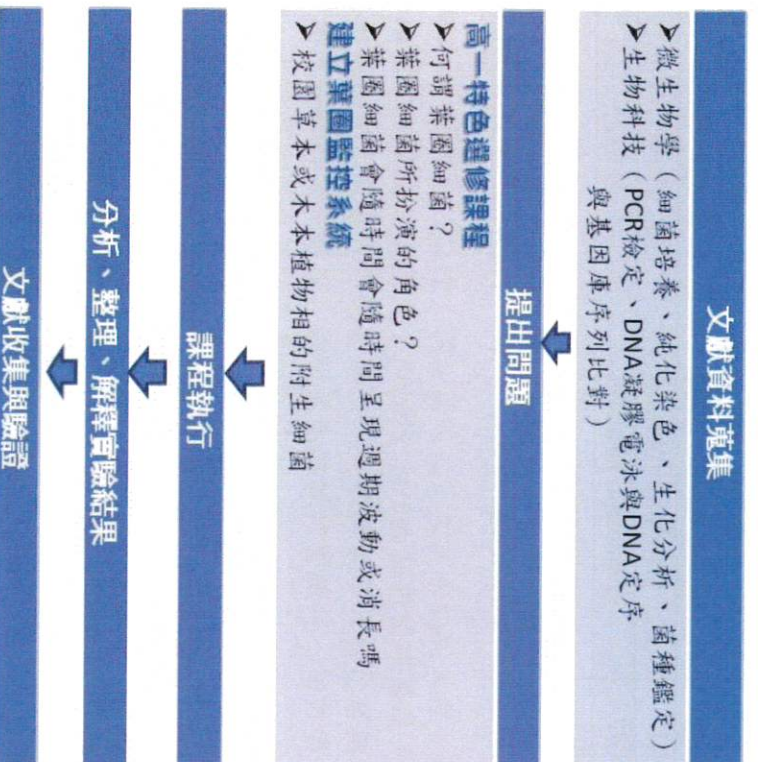 文獻資料蒐集
➤微生物學（細菌培養、純化染色、生化分析、菌種鑑定）
➤生物科技（PCR檢定、DNA凝膠電泳與DNA定序
與基因庫序列比對）
提出問題
高一特色選修課程
➤何謂葉圈細菌？
➤葉圈細菌所扮演的角色？
➤葉圈細菌會隨時間會隨時間呈現週期波動或消長嗎
建立葉圈監控系統
➤校園草本或木本植物相的附生細菌
課程執行
分析、整理、解釋實驗結果
文獻收集與驗證